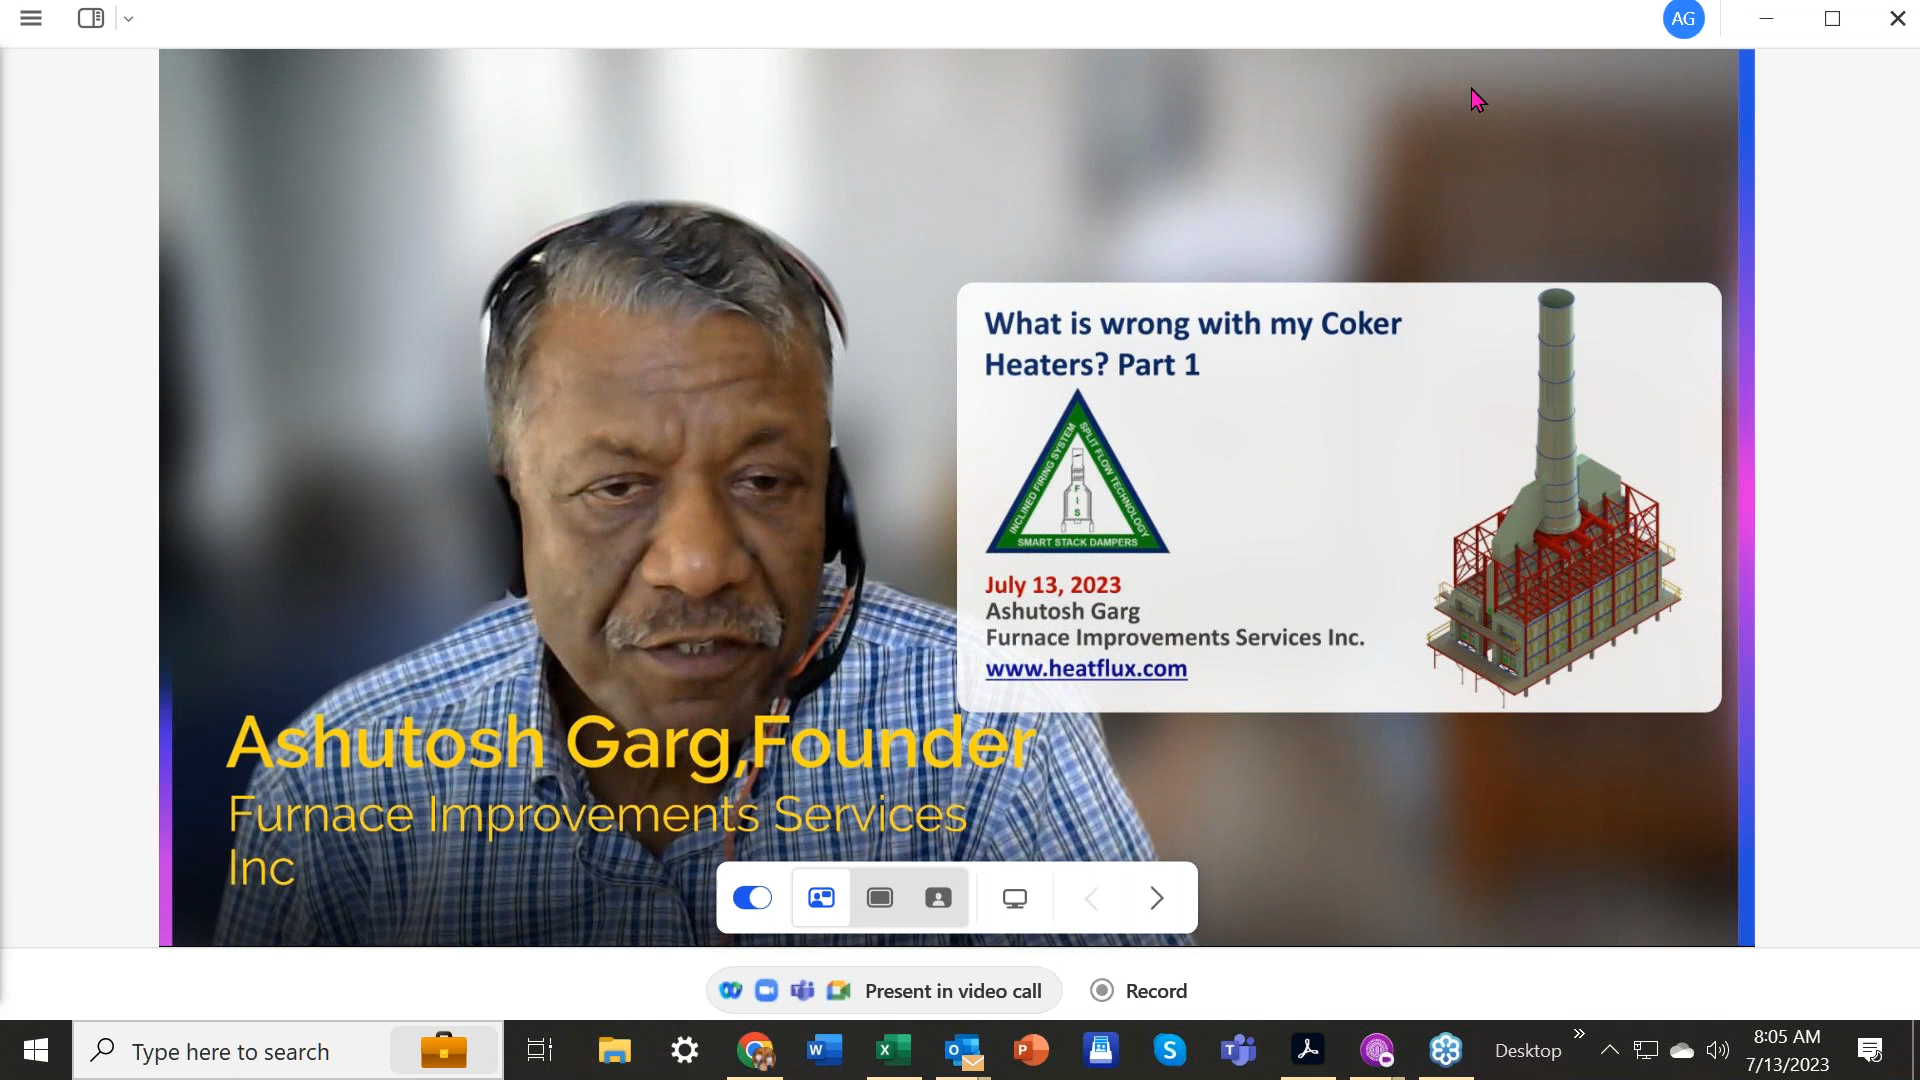 AG
What is wrong with my Coker
Heaters? Part 1
INCLINED FIRING SYSTEM
SPLIT FLOW TECHNOLOGY
FIS
SMART STACK DAMPERS
July 13, 2023
Ashutosh Garg
Furnace Improvements Services Inc.
www.heatflux.com
Ashutosh Garg,Founder
Furnace Improvements Services
Inc
Present in video call
Record
Type here to search
Desktop
8:05 AM
7/13/2023